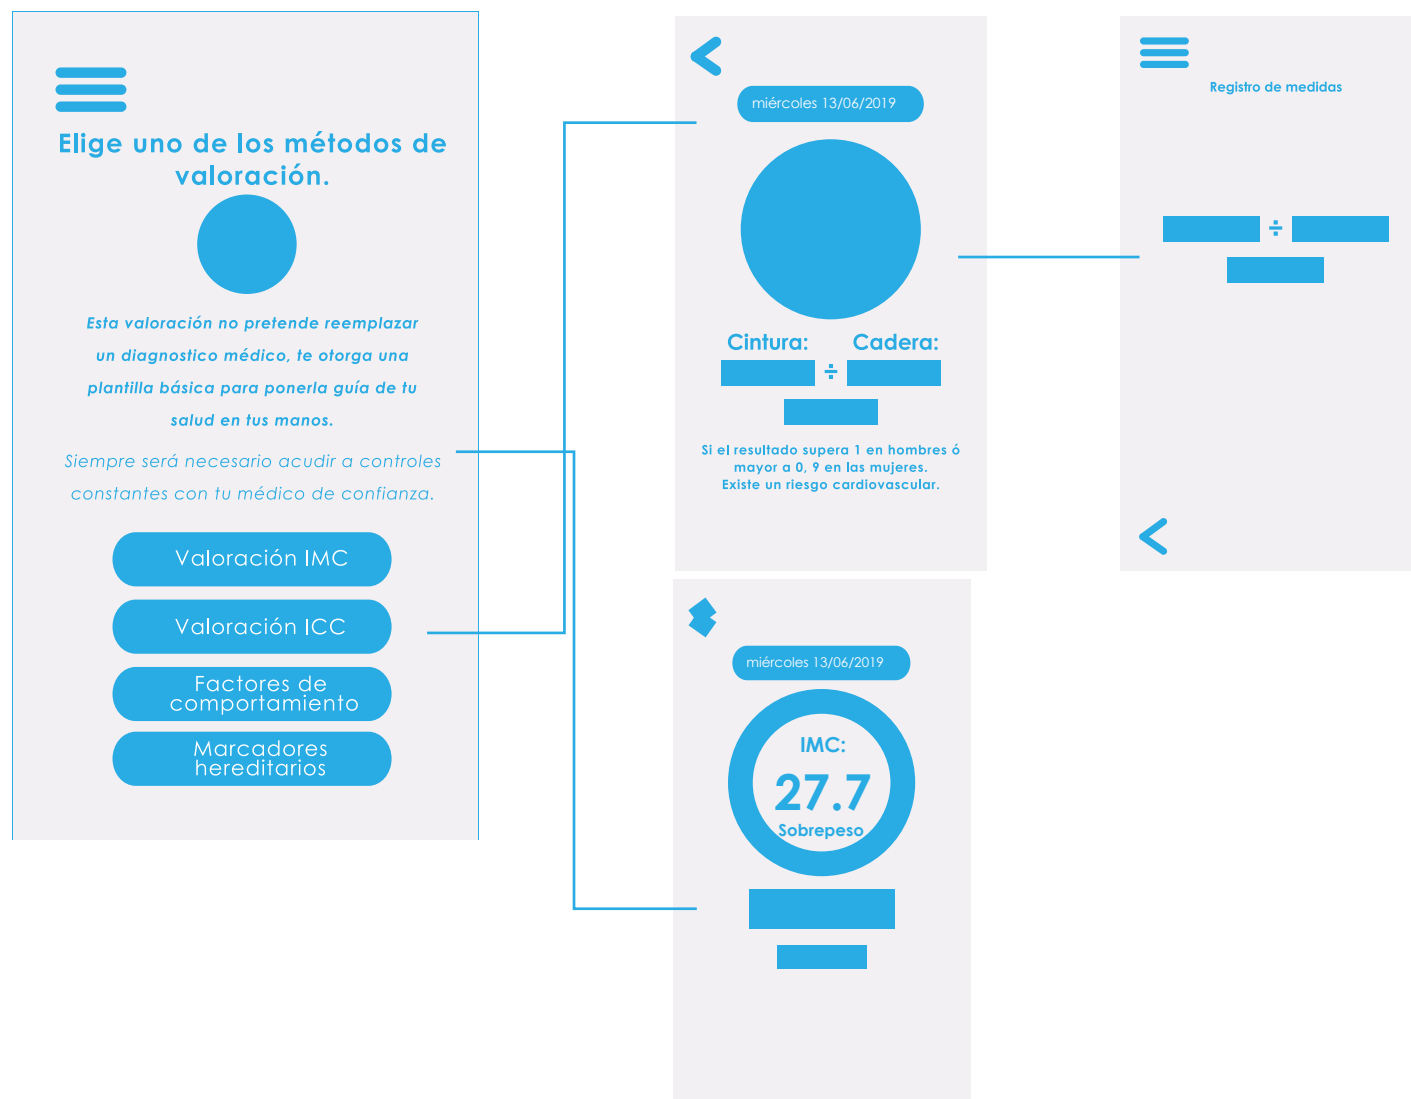 Elige uno de los métodos de
valoración.
Esta valoración no pretende reemplazar
un diagnostico médico, te otorga una
plantilla básica para ponerla guía de tu
salud en tus manos.
Siempre será necesario acudir a controles
constantes con tu médico de confianza.
Valoración IMC
Valoración ICC
Factores de
comportamiento
Marcadores
hereditarios
miércoles 13/06/2019
Cintura: Cadera:
÷
Si el resultado supera 1 en hombres ó
mayor a 0, 9 en las mujeres.
Existe un riesgo cardiovascular.
Registro de medidas
÷
miércoles 13/06/2019
IMC:
27.7
Sobrepeso